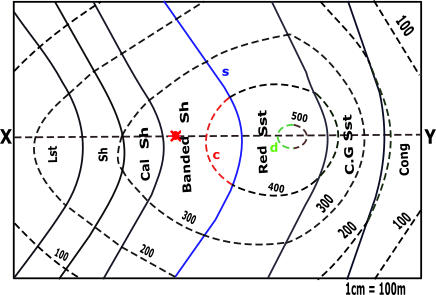 100
s
X
Lst
Sh
Cal Sh
Banded Sh
c
Red Sst
d
500
C.G Sst
Cong
Y
400
300
300
200
200
100
100
1cm = 100m